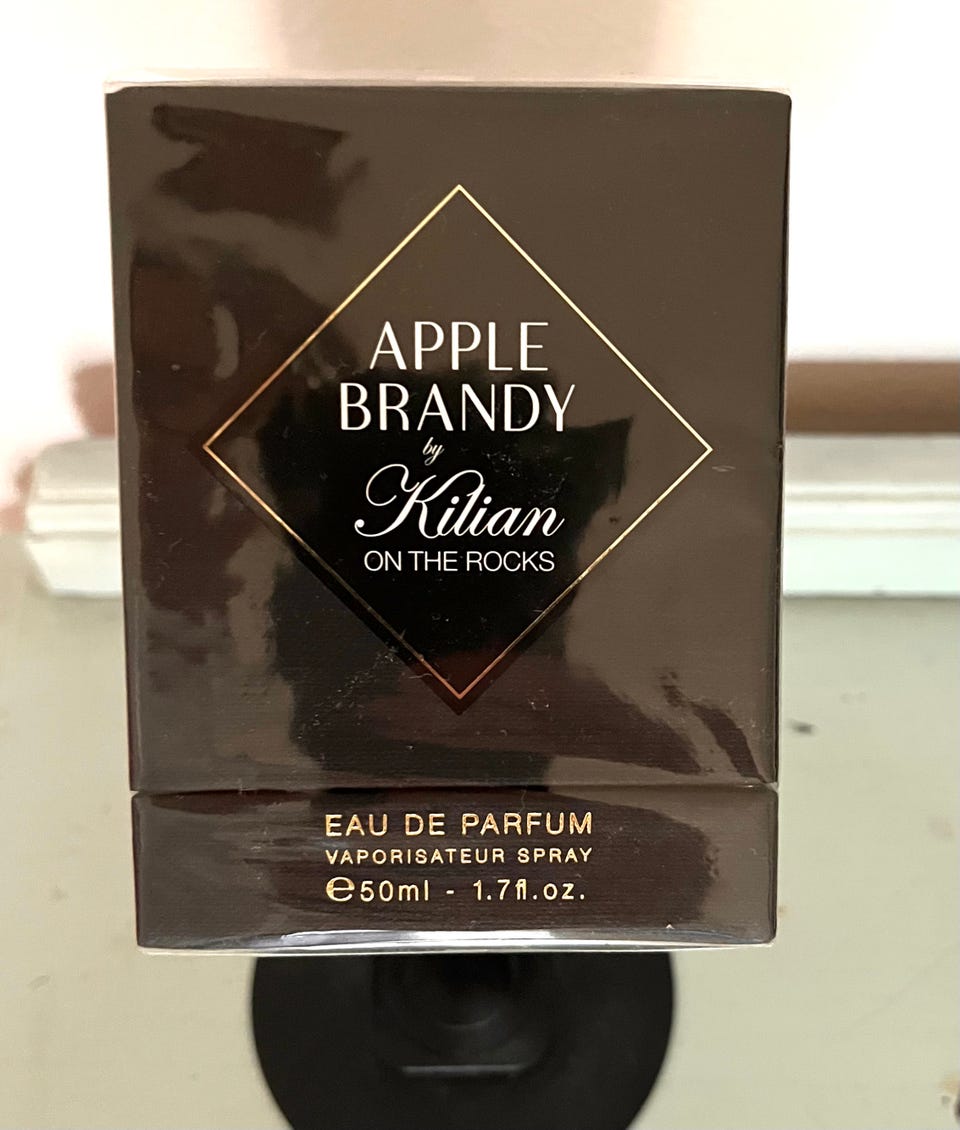 APPLE
BRANDY
by
Kilian
ON THE ROCKS
EAU DE PARFUM
VAPORISATEUR SPRAY
℮50ml - 1.7fl.oz.